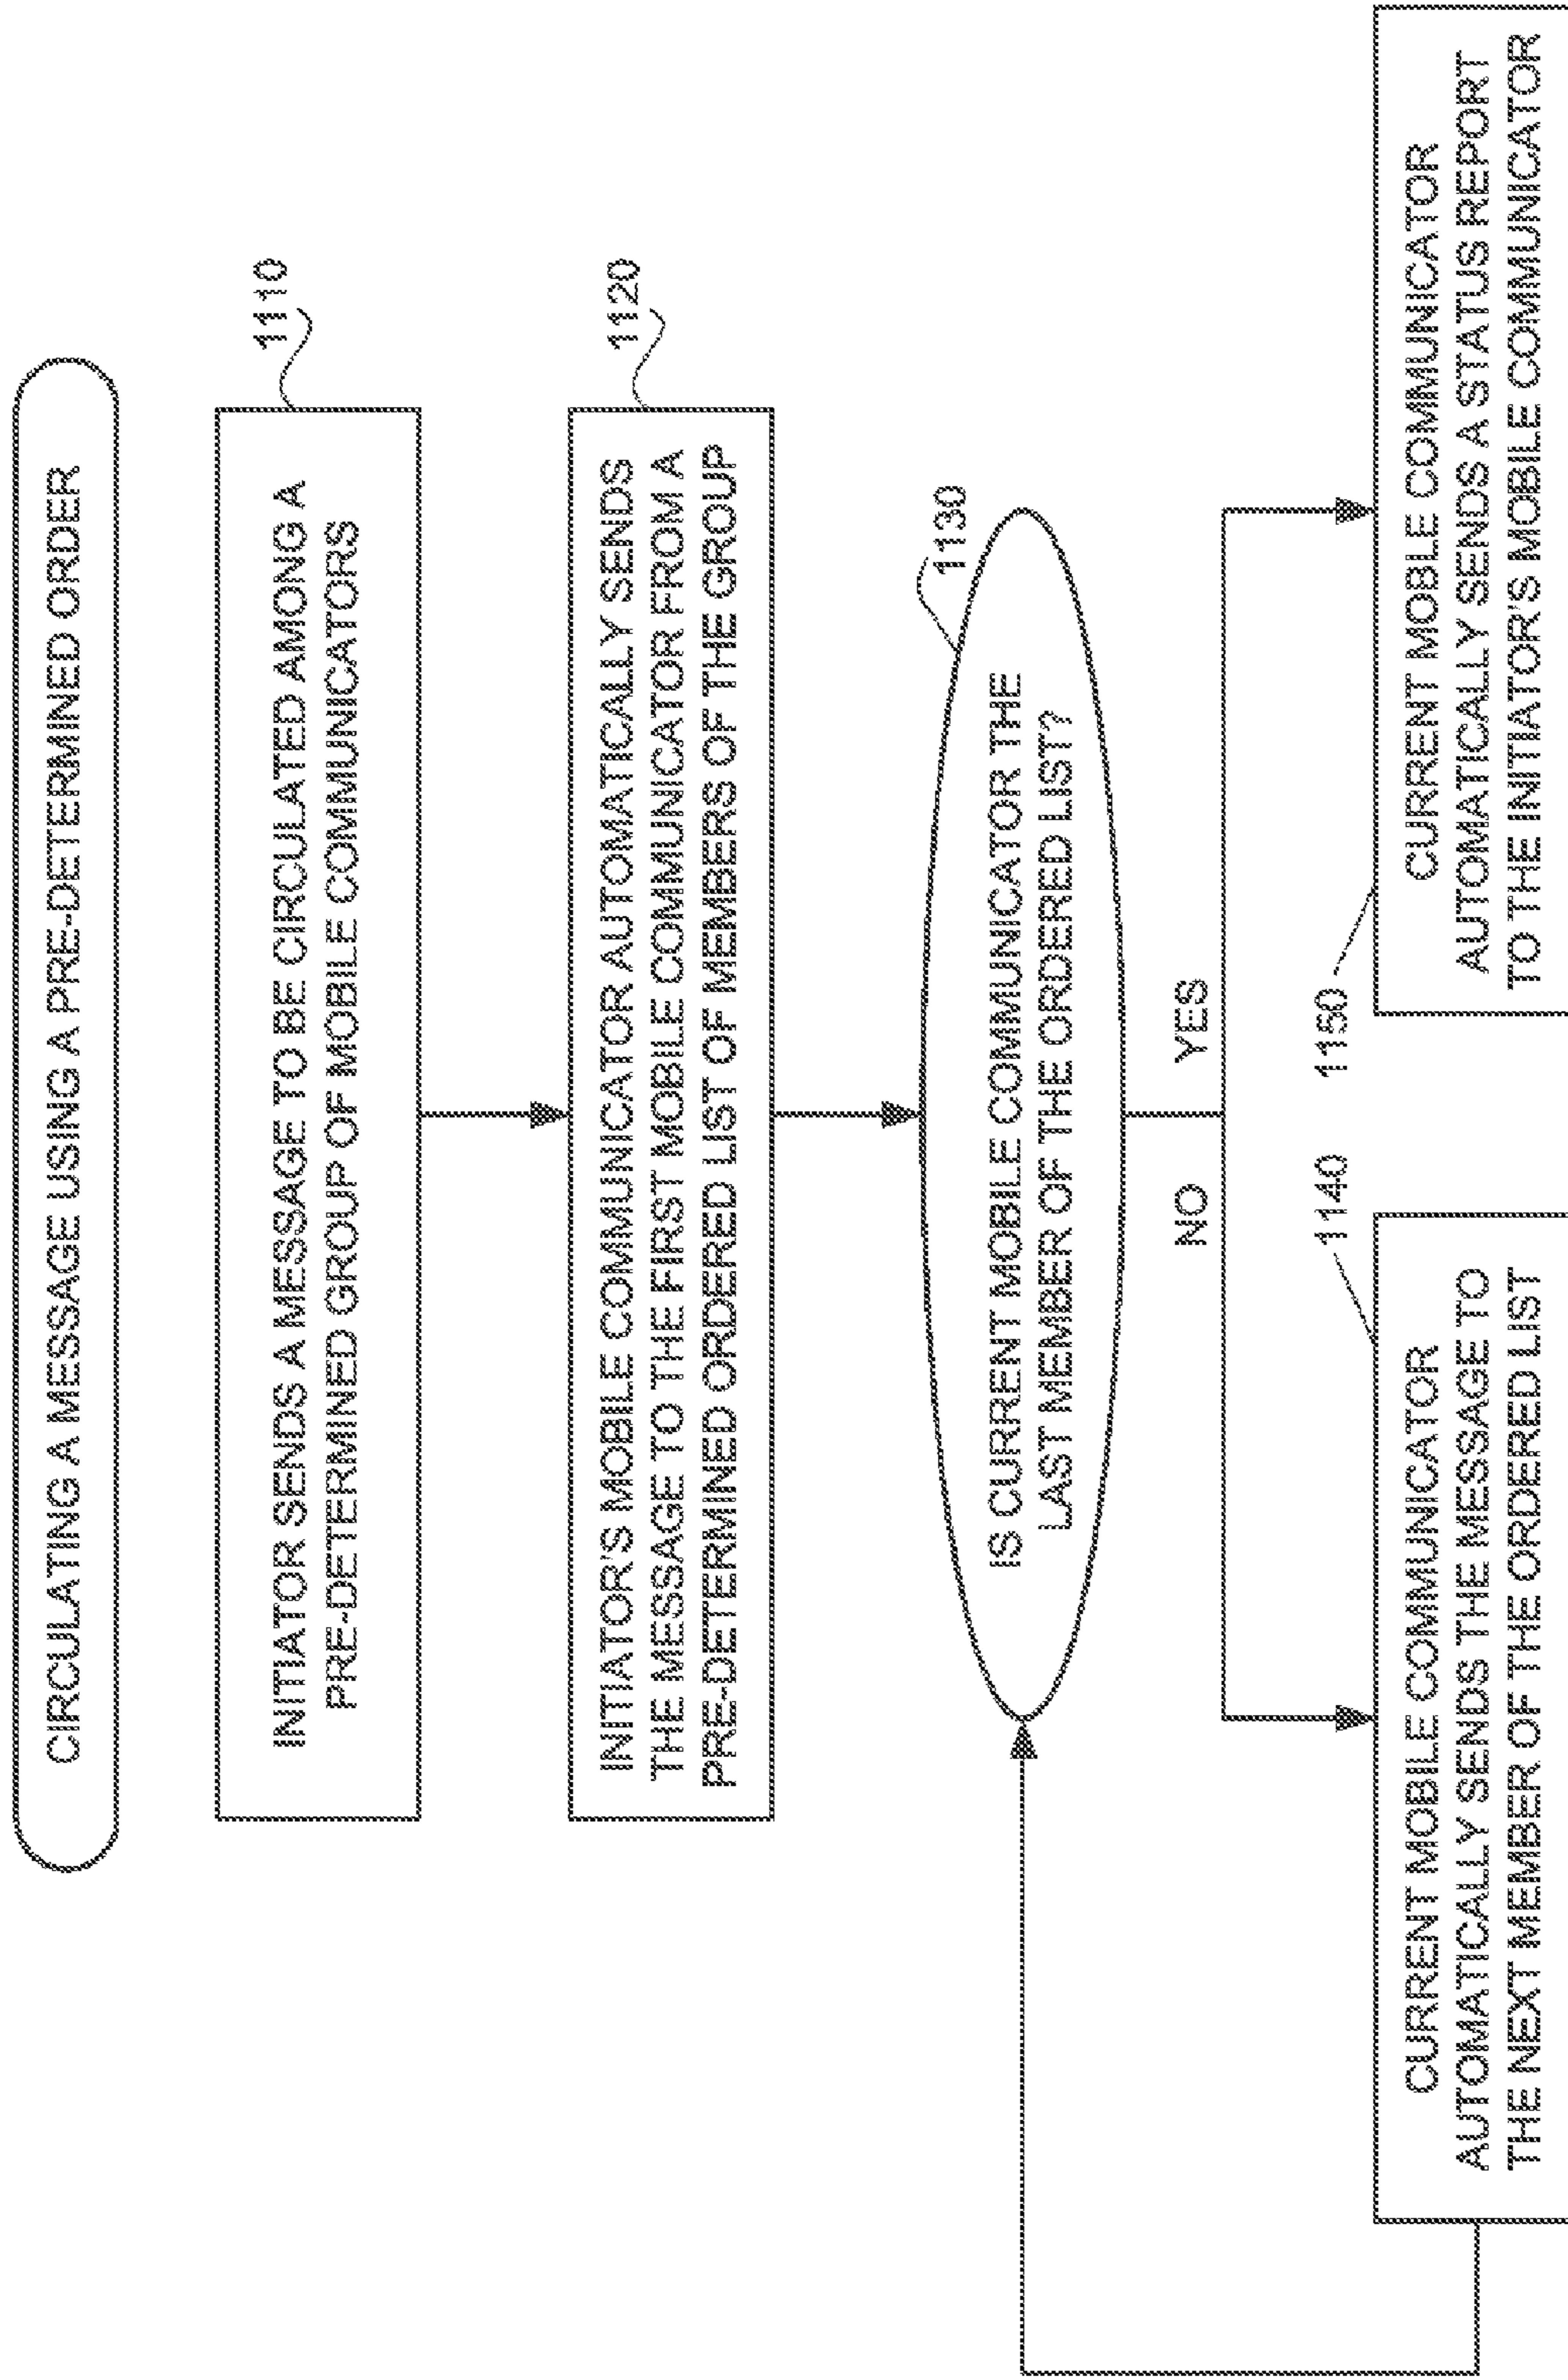 CIRCULATING A MESSAGE USING A PRE-DETERMINED ORDER
1110
INITIATOR SENDS A MESSAGE TO BE CIRCULATED AMONG A
PRE-DETERMINED GROUP OF MOBILE COMMUNICATORS
1120
INITIATOR'S MOBILE COMMUNICATOR AUTOMATICALLY SENDS
THE MESSAGE TO THE FIRST MOBILE COMMUNICATOR FROM A
PRE-DETERMINED ORDERED LIST OF MEMBERS OF THE GROUP
1130
IS CURRENT MOBILE COMMUNICATOR THE
LAST MEMBER OF THE ORDERED LIST?
NO
YES
1140
CURRENT MOBILE COMMUNICATOR
AUTOMATICALLY SENDS THE MESSAGE TO
THE NEXT MEMBER OF THE ORDERED LIST
1150
CURRENT MOBLE COMMUNICATOR
AUTOMATICALLY SENDS A STATUS REPORT
TO THE INITIATOR'S MOBILE COMMUNICATOR